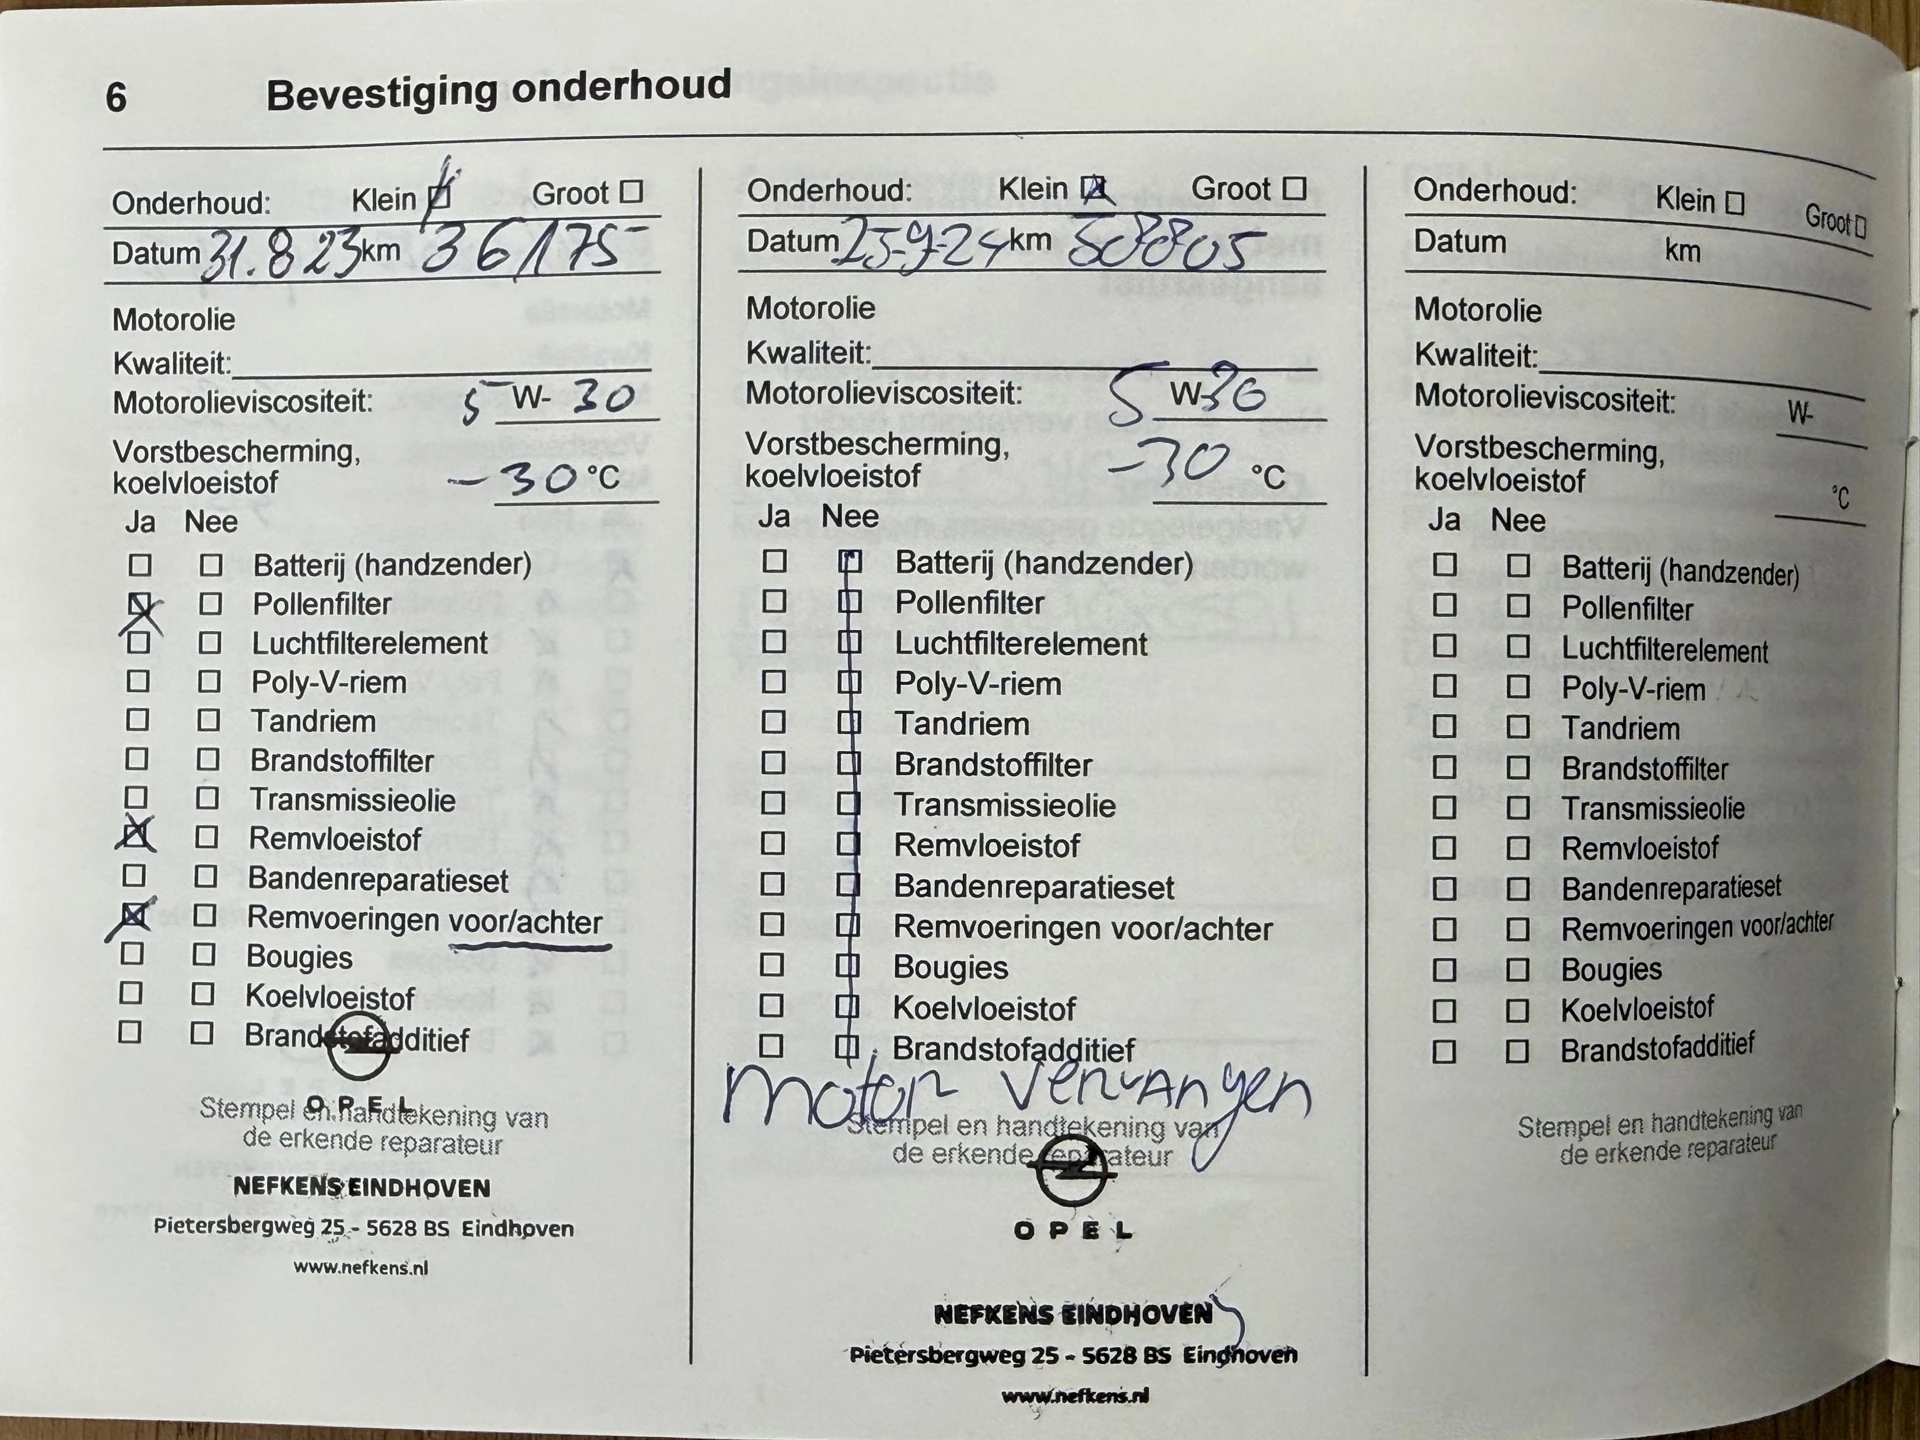 6 Bevestiging onderhoud
Onderhoud: Klein Groot
Datum 31.8.23 km 36175
Motorolie
Kwaliteit:
Motorolieviscositeit: 5 W- 30
Vorstbescherming,
koelvloeistof -30 °C
Ja Nee
Batterij (handzender)
Pollenfilter
Luchtfilterelement
Poly-V-riem
Tandriem
Brandstoffilter
Transmissieolie
Remvloeistof
Bandenreparatieset
Remvoeringen voor/achter
Bougies
Koelvloeistof
Brandstofadditief
OPEL
Stempel en handtekening van
de erkende reparateur
NEFKENS EINDHOVEN
Pietersbergweg 25 - 5628 BS Eindhoven
www.nefkens.nl
Onderhoud: Klein Groot
Datum 25-9-24 km
Motorolie
Kwaliteit:
Motorolieviscositeit: 5 W-30
Vorstbescherming,
koelvloeistof -30 °C
Ja Nee
Batterij (handzender)
Pollenfilter
Luchtfilterelement
Poly-V-riem
Tandriem
Brandstoffilter
Transmissieolie
Remvloeistof
Bandenreparatieset
Remvoeringen voor/achter
Bougies
Koelvloeistof
Brandstofadditief
motor vervangen
Stempel en handtekening van
de erkende reparateur
OPEL
NEFKENS EINDHOVEN
Pietersbergweg 25 - 5628 BS Eindhoven
www.nefkens.nl
Onderhoud: Klein Groot
Datum km
Motorolie
Kwaliteit:
Motorolieviscositeit: W-
Vorstbescherming,
koelvloeistof °C
Ja Nee
Batterij (handzender)
Pollenfilter
Luchtfilterelement
Poly-V-riem
Tandriem
Brandstoffilter
Transmissieolie
Remvloeistof
Bandenreparatieset
Remvoeringen voor/achter
Bougies
Koelvloeistof
Brandstofadditief
Stempel en handtekening van
de erkende reparateur